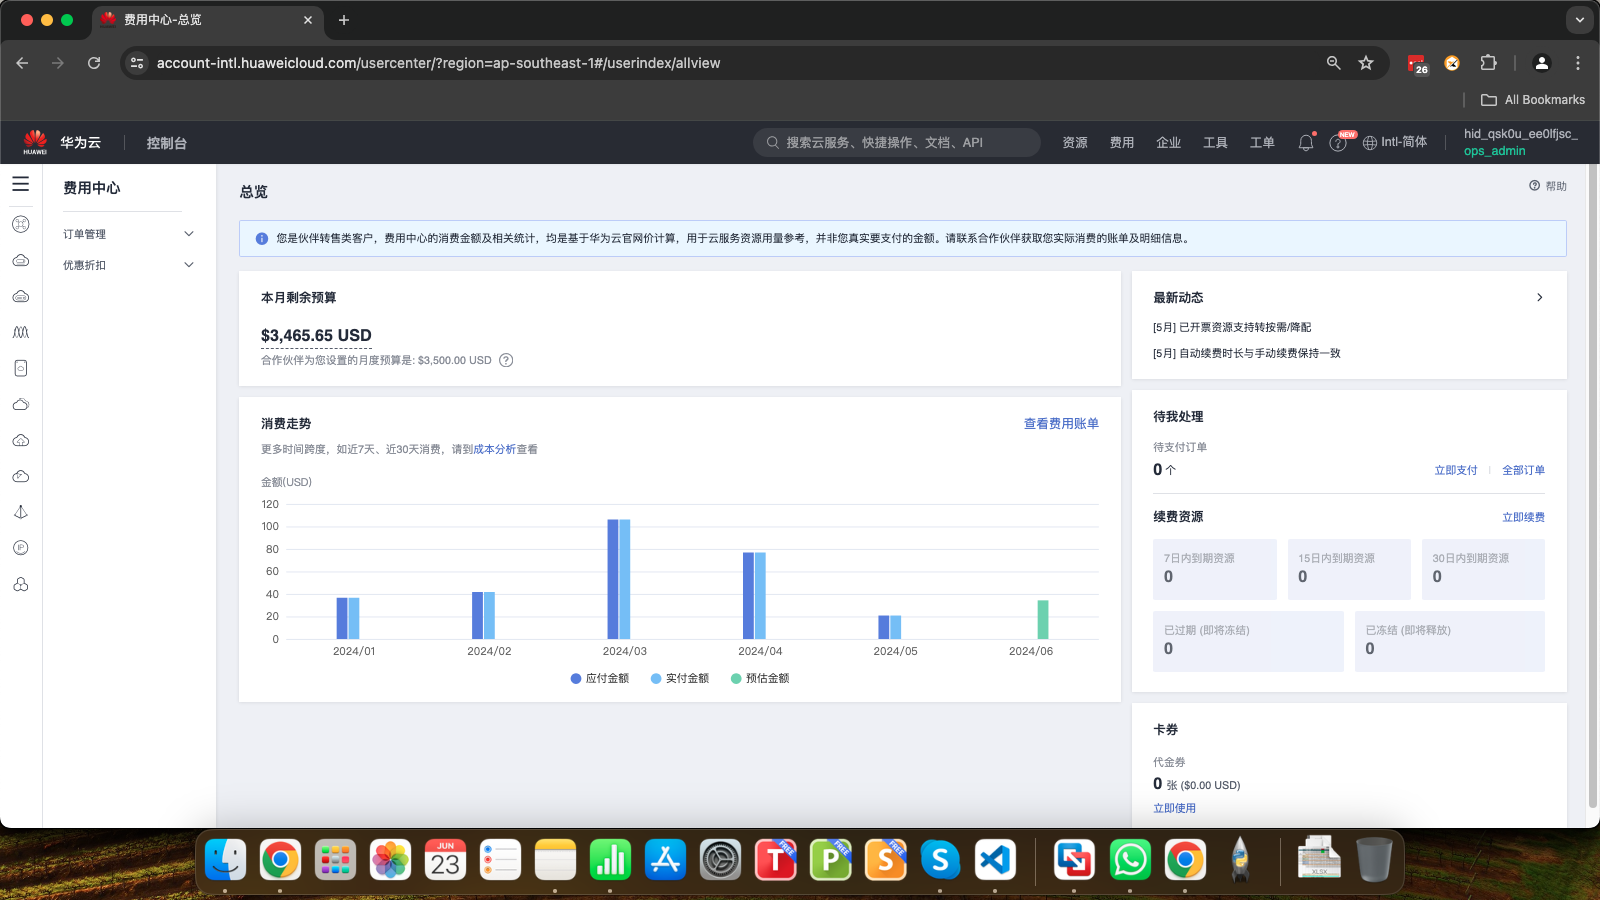 费用中心-总览
account-intl.huaweicloud.com/usercenter/?region=ap-southeast-1#/userindex/allview
26
All Bookmarks
HUAWEI
华为云
控制台
搜索云服务、快捷操作、文档、API
资源
费用
企业
工具
工单
NEW
Intl-简体
hid_qsk0u_ee0lfjsc_
ops_admin
费用中心
订单管理
优惠折扣
总览
帮助
您是伙伴转售类客户，费用中心的消费金额及相关统计，均是基于华为云官网价计算，用于云服务资源用量参考，并非您真实要支付的金额。请联系合作伙伴获取您实际消费的账单及明细信息。
本月剩余预算
$3,465.65 USD
合作伙伴为您设置的月度预算是: $3,500.00 USD
最新动态
[5月] 已开票资源支持转按需/降配
[5月] 自动续费时长与手动续费保持一致
消费走势
查看费用账单
更多时间跨度，如近7天、近30天消费，请到成本分析查看
金额(USD)
120
100
80
60
40
20
0
2024/01
2024/02
2024/03
2024/04
2024/05
2024/06
应付金额
实付金额
预估金额
待我处理
待支付订单
0 个
立即支付
全部订单
续费资源
立即续费
7日内到期资源
0
15日内到期资源
0
30日内到期资源
0
已过期 (即将冻结)
0
已冻结 (即将释放)
0
卡券
代金券
0 张 ($0.00 USD)
立即使用
IP
JUN
23
T
FREE
P
FREE
S
FREE
S
XLSX